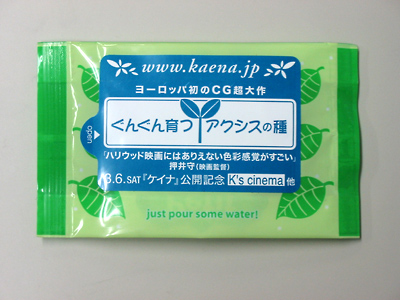 www.kaena.jp
ヨーロッパ初のCG超大作
open
ぐんぐん育つアクシスの種
「ハリウッド映画にはありえない色彩感覚がすごい」
押井守(映画監督)
3.6.SAT『ケイナ』公開記念 K's cinema 他
just pour some water!